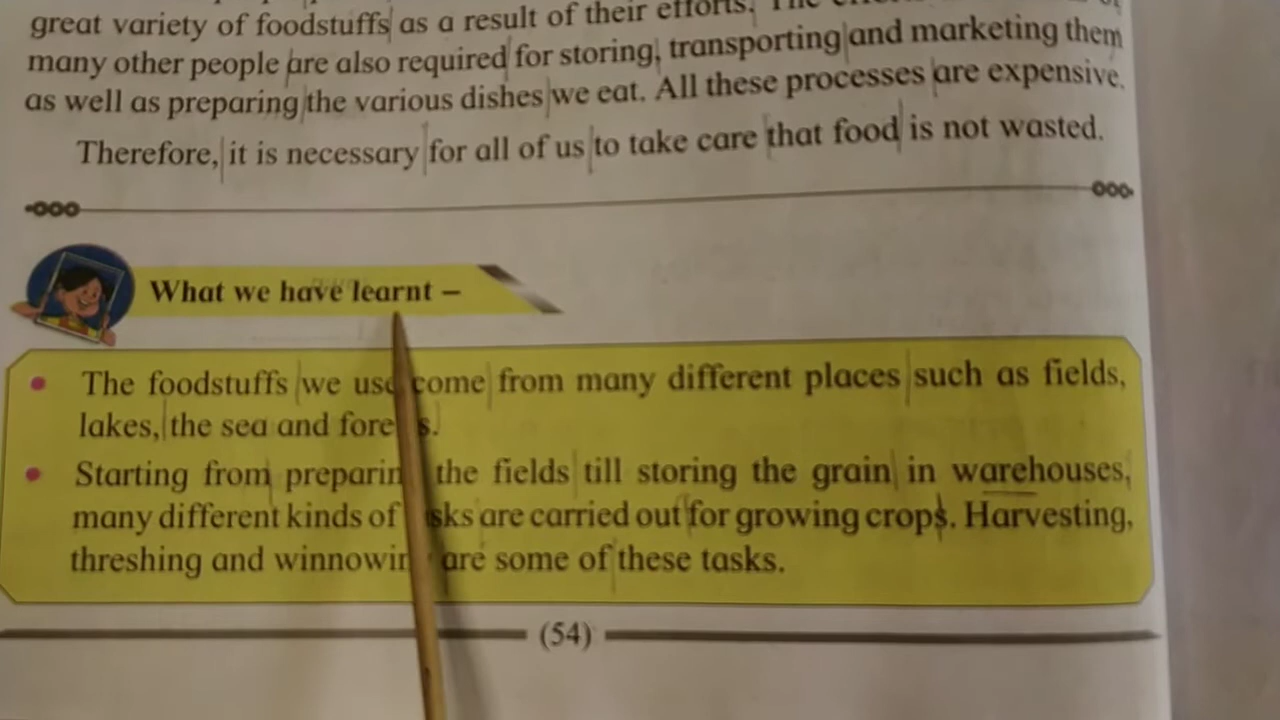 great variety of foodstuffs as a result of their efforts. The
many other people are also required for storing, transporting and marketing them
as well as preparing the various dishes we eat. All these processes are expensive.
Therefore, it is necessary for all of us to take care that food is not wasted.
What we have learnt –
• The foodstuffs we use come from many different places such as fields,
lakes, the sea and forests.
• Starting from preparing the fields till storing the grain in warehouses,
many different kinds of tasks are carried out for growing crops. Harvesting,
threshing and winnowing are some of these tasks.
(54)